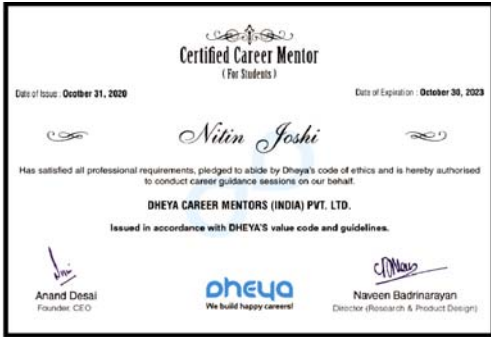 Certified Career Mentor
( For Students )
Date of Issue : Ocotber 31, 2020
Date of Expiration : October 30, 2023
Nitin Joshi
Has satisfied all professional requirements, pledged to abide by Dheya's code of ethics and is hereby authorised
to conduct career guidance sessions on our behalf.
DHEYA CAREER MENTORS (INDIA) PVT. LTD.
Issued in accordance with DHEYA'S value code and guidelines.
Anand Desai
Founder, CEO
Dheya
We build happy careers!
Naveen Badrinarayan
Director (Research & Product Design)